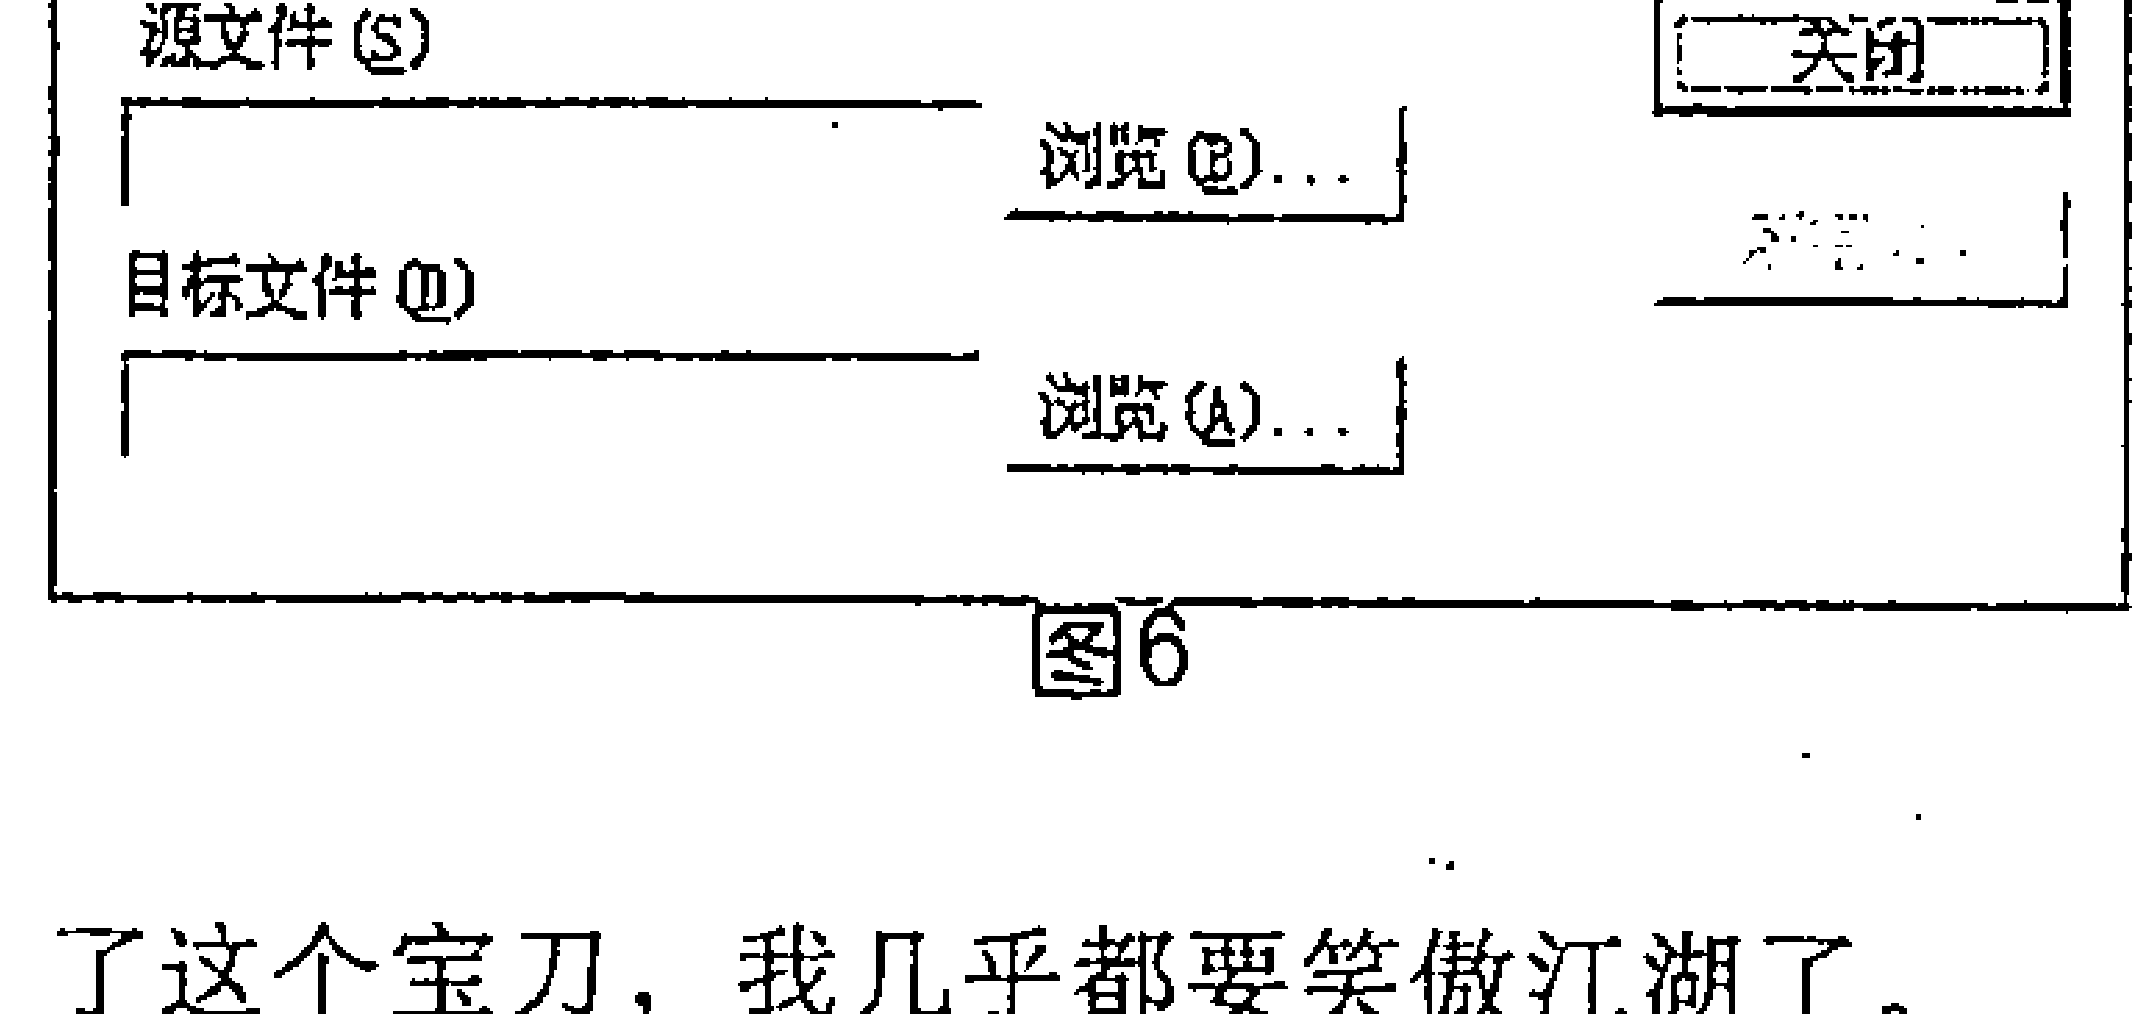 源文件(S)
关闭
浏览(B)...
目标文件(D)
浏览(A)...
图6
了这个宝刀，我几乎都要笑傲江湖了。